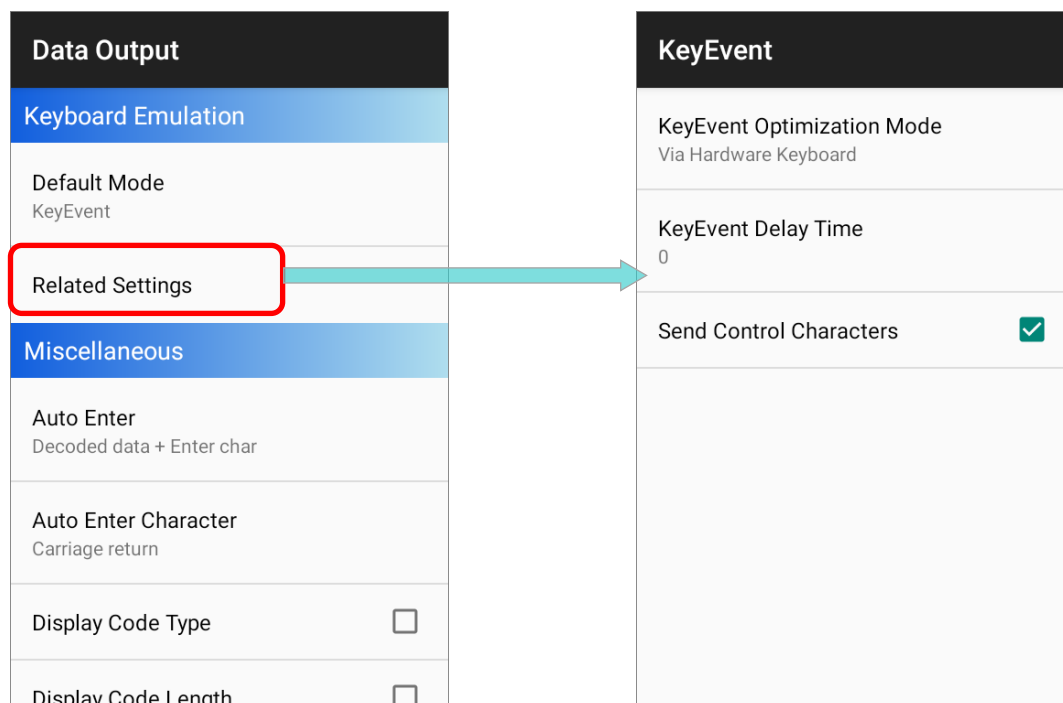 Data Output
Keyboard Emulation
Default Mode
KeyEvent
Related Settings
Miscellaneous
Auto Enter
Decoded data + Enter char
Auto Enter Character
Carriage return
Display Code Type
Display Code Length
KeyEvent
KeyEvent Optimization Mode
Via Hardware Keyboard
KeyEvent Delay Time
0
Send Control Characters